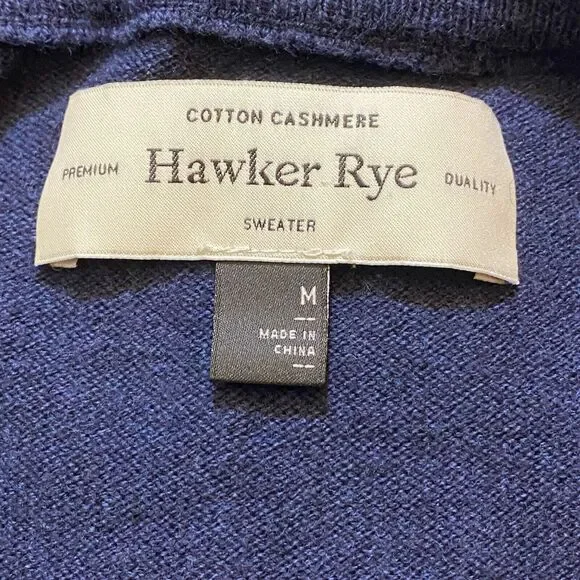 COTTON CASHMERE
PREMIUM Hawker Rye QUALITY
SWEATER
M
MADE IN
CHINA